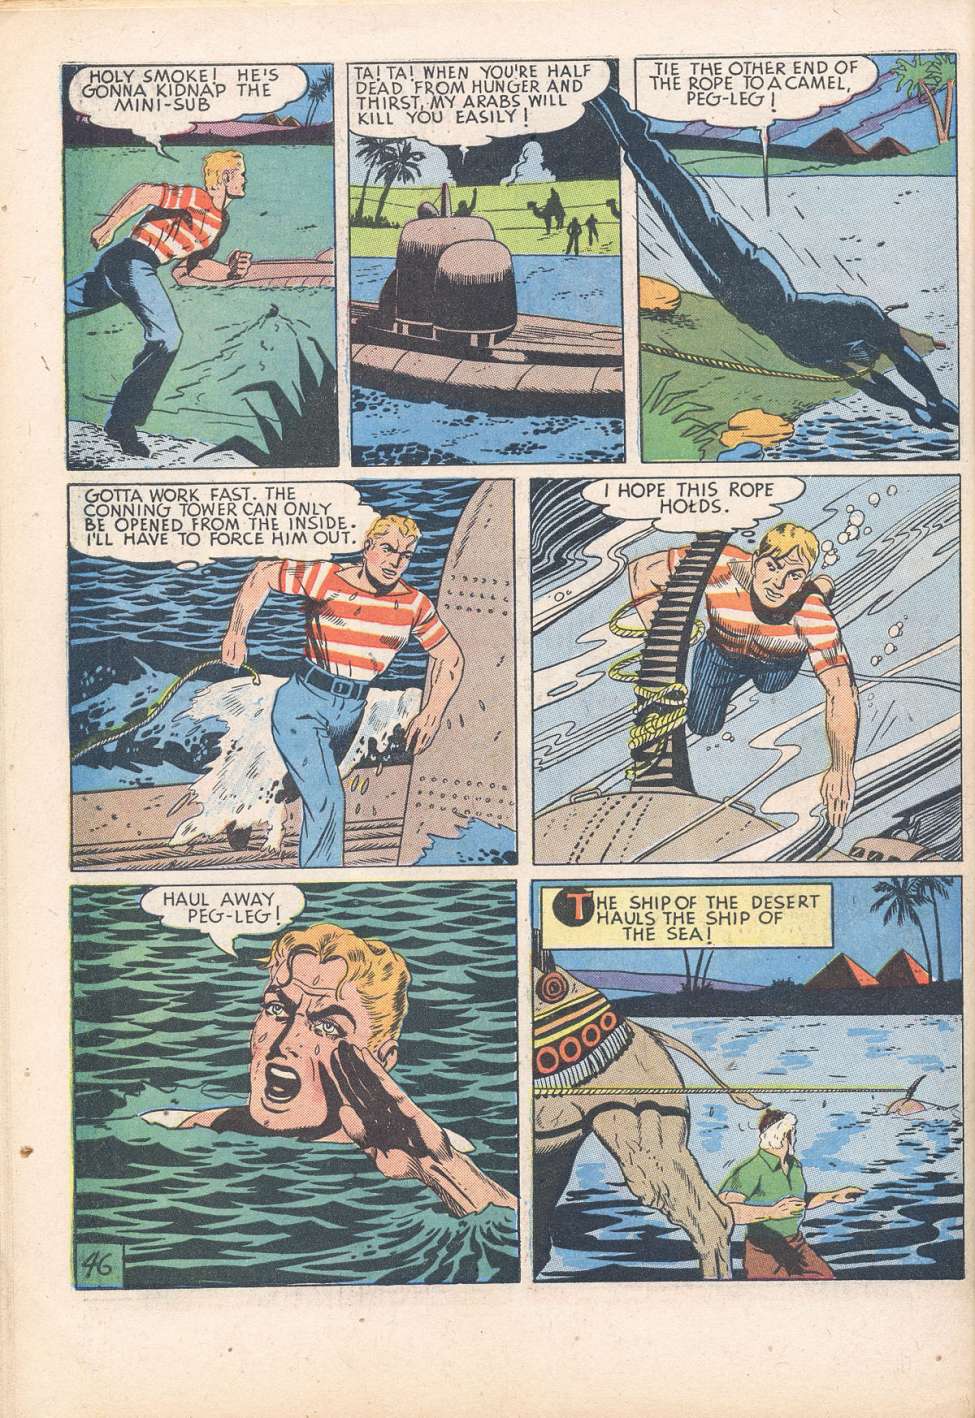 HOLY SMOKE! HE'S
GONNA KIDNAP THE
MINI-SUB
TA! TA! WHEN YOU'RE HALF
DEAD FROM HUNGER AND
THIRST, MY ARABS WILL
KILL YOU EASILY!
TIE THE OTHER END OF
THE ROPE TO A CAMEL,
PEG-LEG!
GOTTA WORK FAST. THE
CONNING TOWER CAN ONLY
BE OPENED FROM THE INSIDE.
I'LL HAVE TO FORCE HIM OUT.
I HOPE THIS ROPE
HOLDS.
HAUL AWAY,
PEG-LEG!
46
THE SHIP OF THE DESERT
HAULS THE SHIP OF
THE SEA!